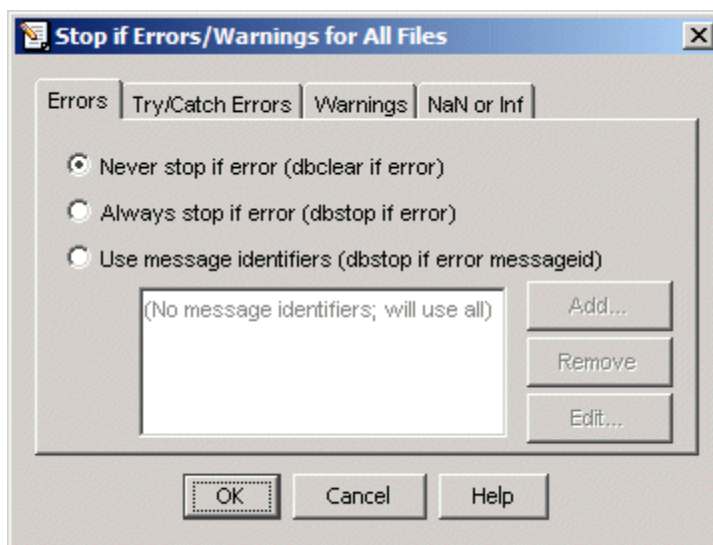 Stop if Errors/Warnings for All Files
Errors
Try/Catch Errors
Warnings
NaN or Inf
Never stop if error (dbclear if error)
Always stop if error (dbstop if error)
Use message identifiers (dbstop if error messageid)
(No message identifiers; will use all)
Add...
Remove
Edit...
OK
Cancel
Help